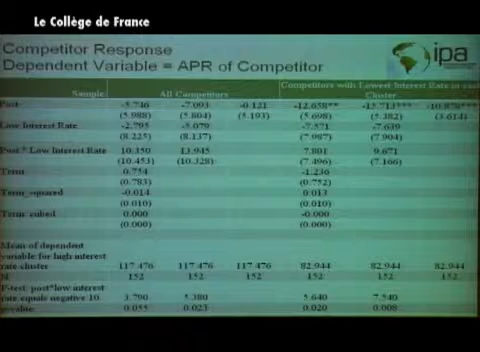 Le Collège de France
Competitor Response
Dependent Variable = APR of Competitor
ipa
Competitors with Lowest Interest Rate in each
Sample All Competitors Cluster
Post -5.746 -7.093 -0.121 -12.658** -15.713*** -10.878***
(5.988) (5.804) (5.193) (5.698) (5.382) (3.614)
Low Interest Rate -2.795 -5.079 -7.571 -7.639
(8.225) (8.137) (7.987) (7.904)
Post * Low Interest Rate 10.350 13.945 7.801 9.671
(10.453) (10.328) (7.496) (7.166)
Term 0.754 -1.236
(0.783) (0.752)
Term_squared -0.014 0.013
(0.010) (0.010)
Term_cubed 0.000 -0.000
(0.000) (0.000)
Mean of dependent
variable for high interest
rate cluster 117.476 117.476 117.476 82.944 82.944 82.944
N 152 152 152 152 152 152
F-test: post*low interest
rate equals negative 10 3.790 5.380 5.640 7.540
p-value: 0.055 0.023 0.020 0.008